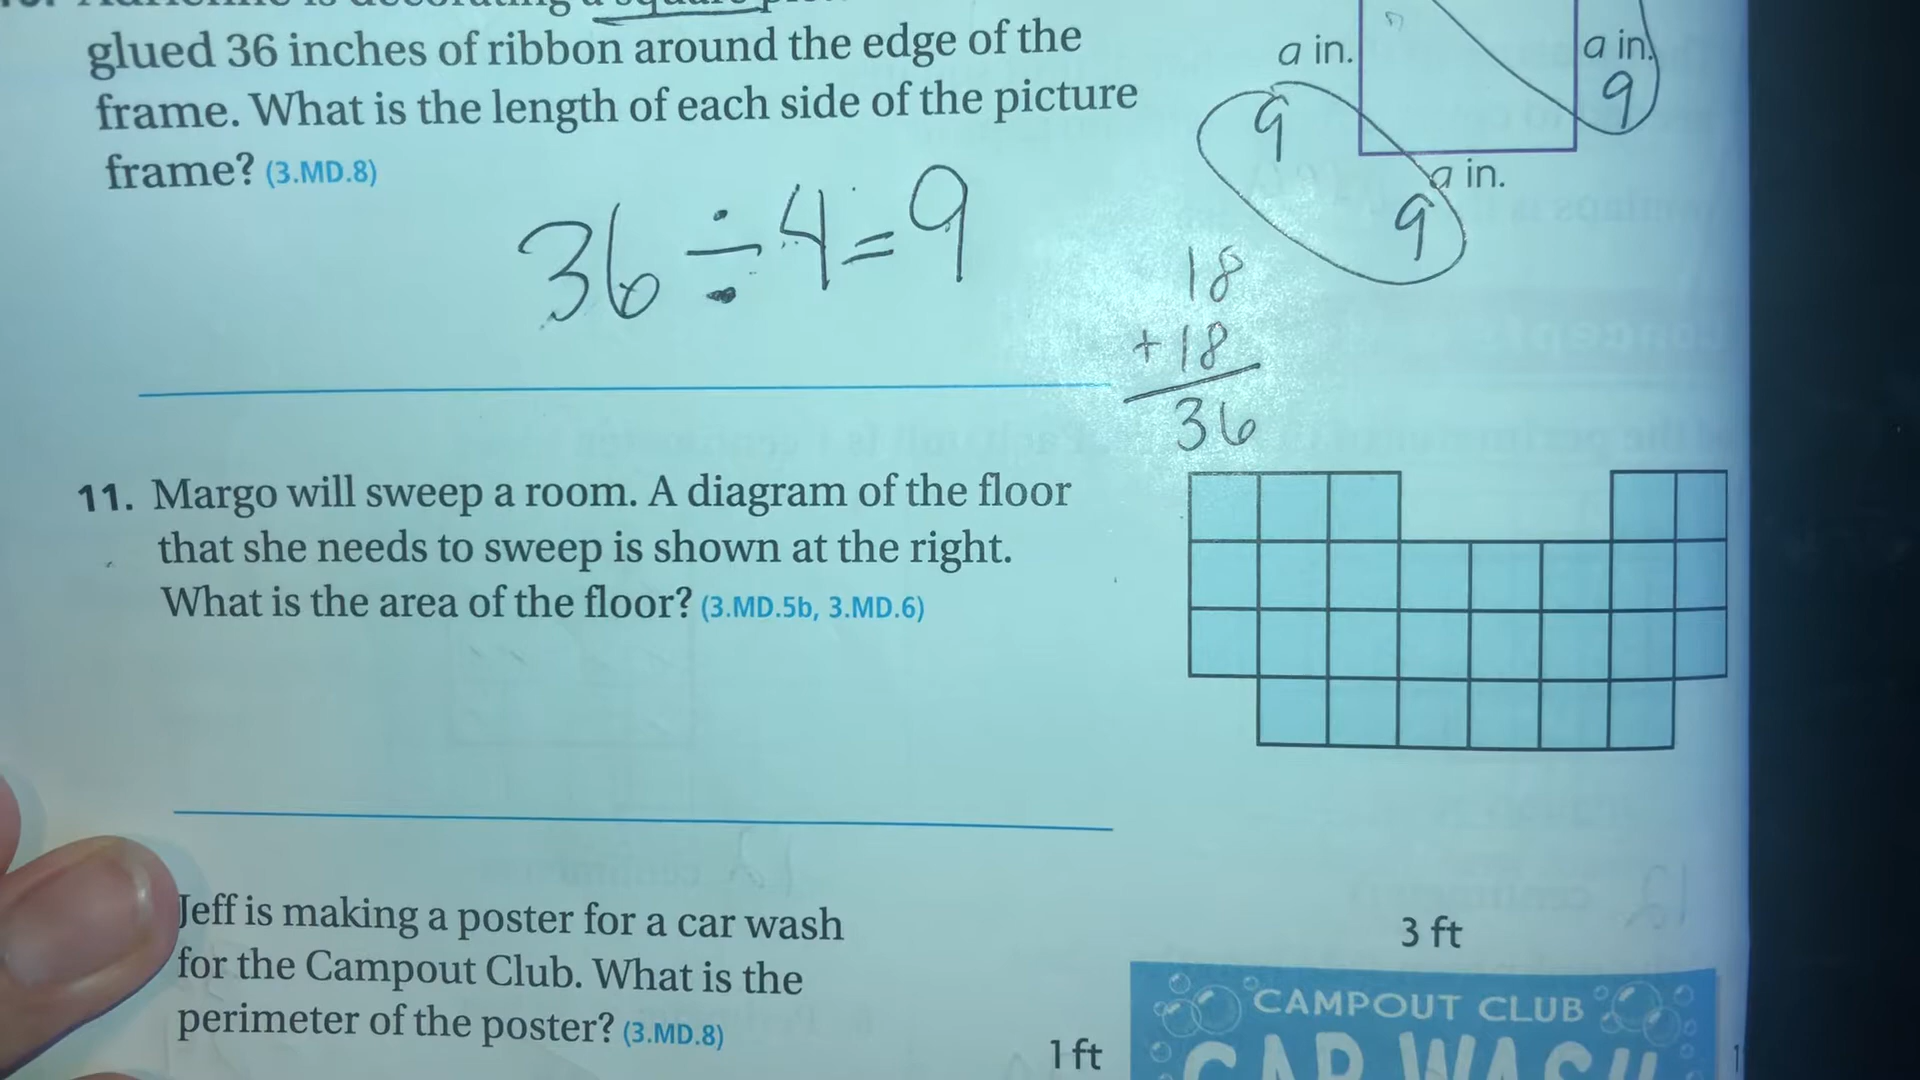 glued 36 inches of ribbon around the edge of the
frame. What is the length of each side of the picture
frame? (3.MD.8)
36 ÷ 4 = 9
a in.
a in.
9
9
a in.
9
18
+ 18
36
11. Margo will sweep a room. A diagram of the floor
that she needs to sweep is shown at the right.
What is the area of the floor? (3.MD.5b, 3.MD.6)
Jeff is making a poster for a car wash
for the Campout Club. What is the
perimeter of the poster? (3.MD.8)
3 ft
1 ft
CAMPOUT CLUB
CAR WASH